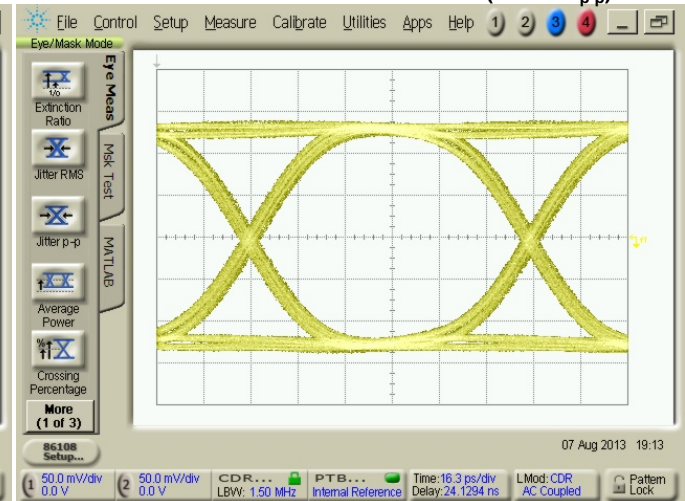 p p)
File Control Setup Measure Calibrate Utilities Apps Help 1 2 3 4
Eye/Mask Mode
Eye Meas
Msk Test
MATLAB
1/0
Extinction
Ratio
Jitter RMS
Jitter p-p
Average
Power
%
Crossing
Percentage
More
(1 of 3)
86108
Setup...
07 Aug 2013 19:13
1 50.0 mV/div
0.0 V
2 50.0 mV/div
0.0 V
CDR...
LBW: 1.50 MHz
PTB...
Internal Reference
Time:16.3 ps/div
Delay:24.1294 ns
LMod: CDR
AC Coupled
Pattern
Lock